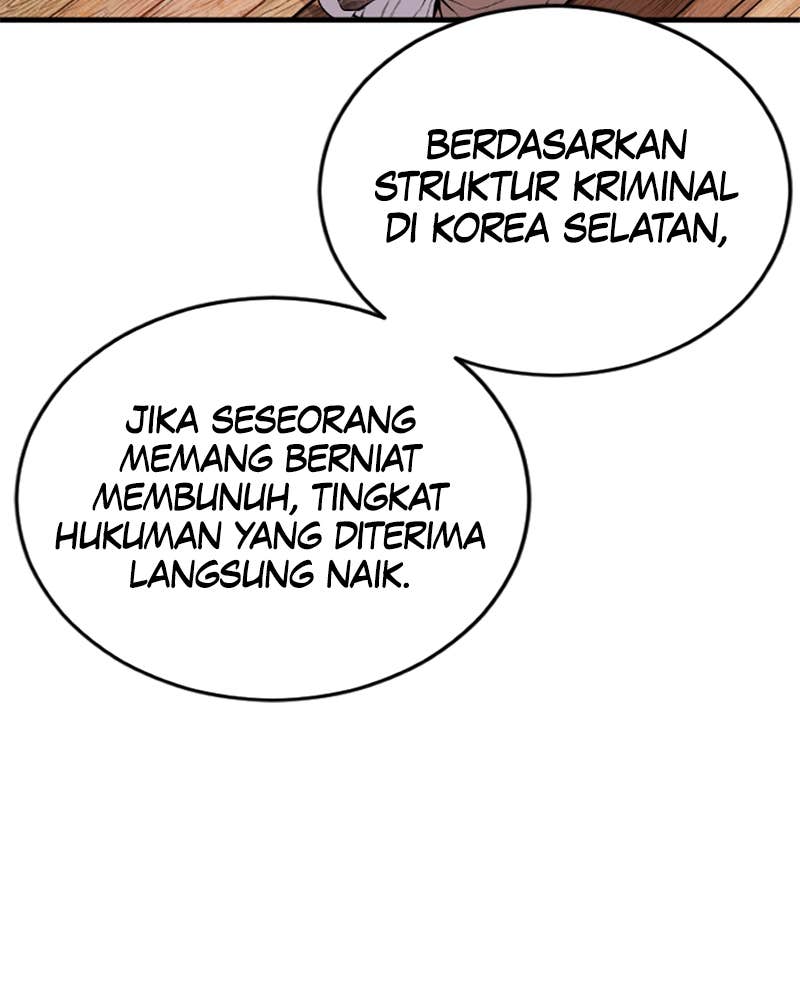 BERDASARKAN
STRUKTUR KRIMINAL
DI KOREA SELATAN,
JIKA SESEORANG
MEMANG BERNIAT
MEMBUNUH, TINGKAT
HUKUMAN YANG DITERIMA
LANGSUNG NAIK.